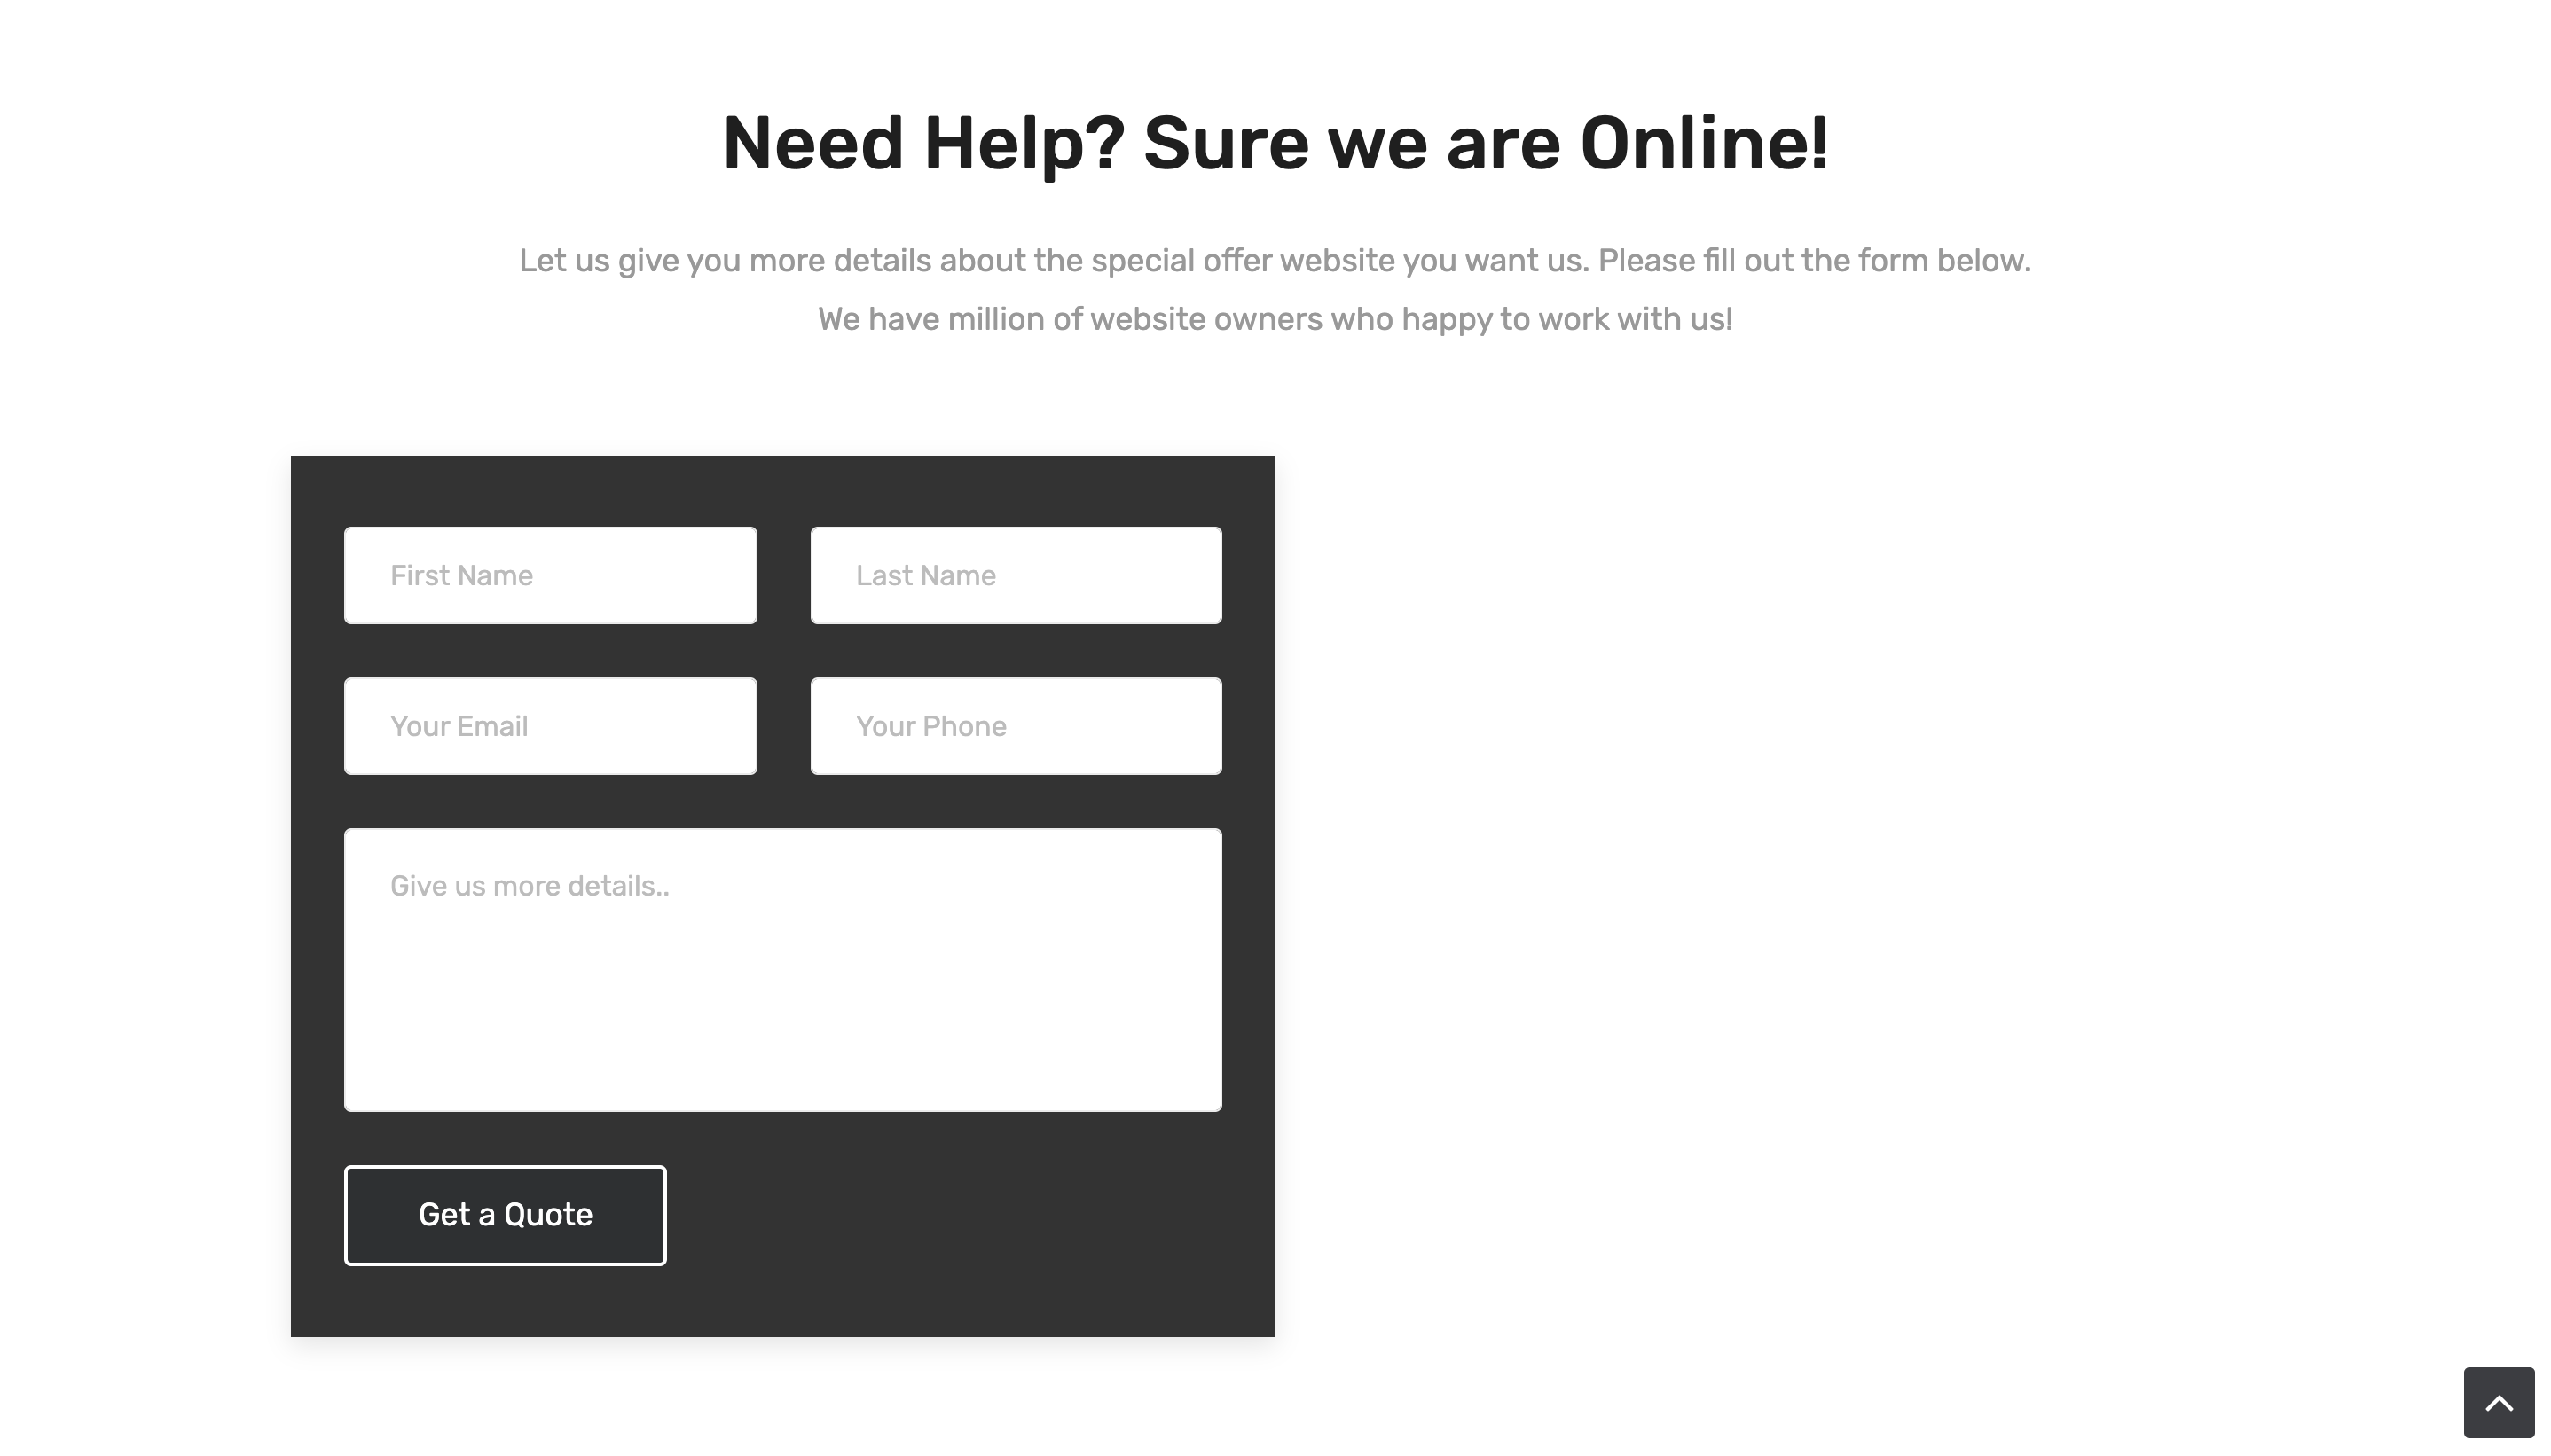 Need Help? Sure we are Online!
Let us give you more details about the special offer website you want us. Please fill out the form below.
We have million of website owners who happy to work with us!
First Name
Last Name
Your Email
Your Phone
Give us more details..
Get a Quote